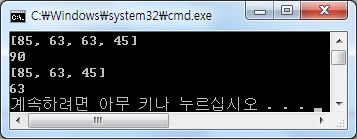 C:₩Windows₩system32₩cmd.exe
[85, 63, 63, 45]
90
[85, 63, 45]
63
계속하려면 아무 키나 누르십시오 . . .